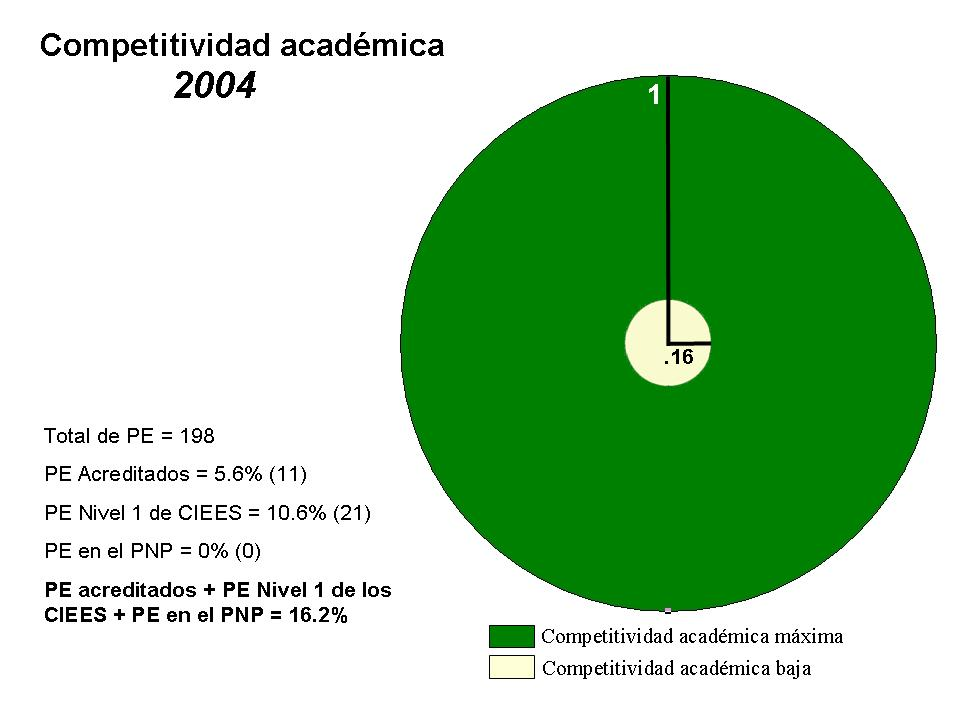 Competitividad académica
2004
1
.16
Total de PE = 198
PE Acreditados = 5.6% (11)
PE Nivel 1 de CIEES = 10.6% (21)
PE en el PNP = 0% (0)
PE acreditados + PE Nivel 1 de los
CIEES + PE en el PNP = 16.2%
Competitividad académica máxima
Competitividad académica baja